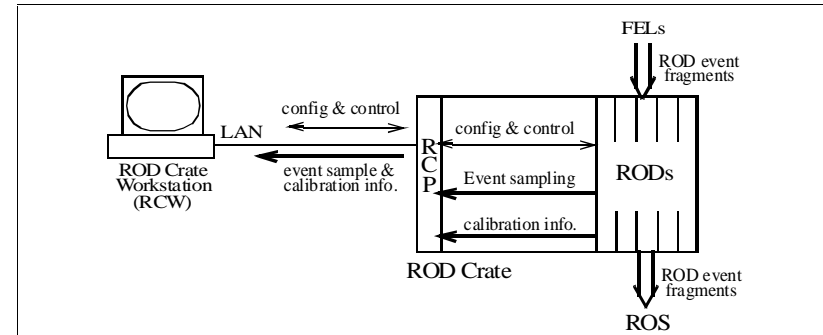 FELs
ROD event
fragments
config & control
LAN
event sample &
calibration info.
ROD Crate
Workstation
(RCW)
RCP
config & control
Event sampling
calibration info.
RODs
ROD Crate
ROD event
fragments
ROS